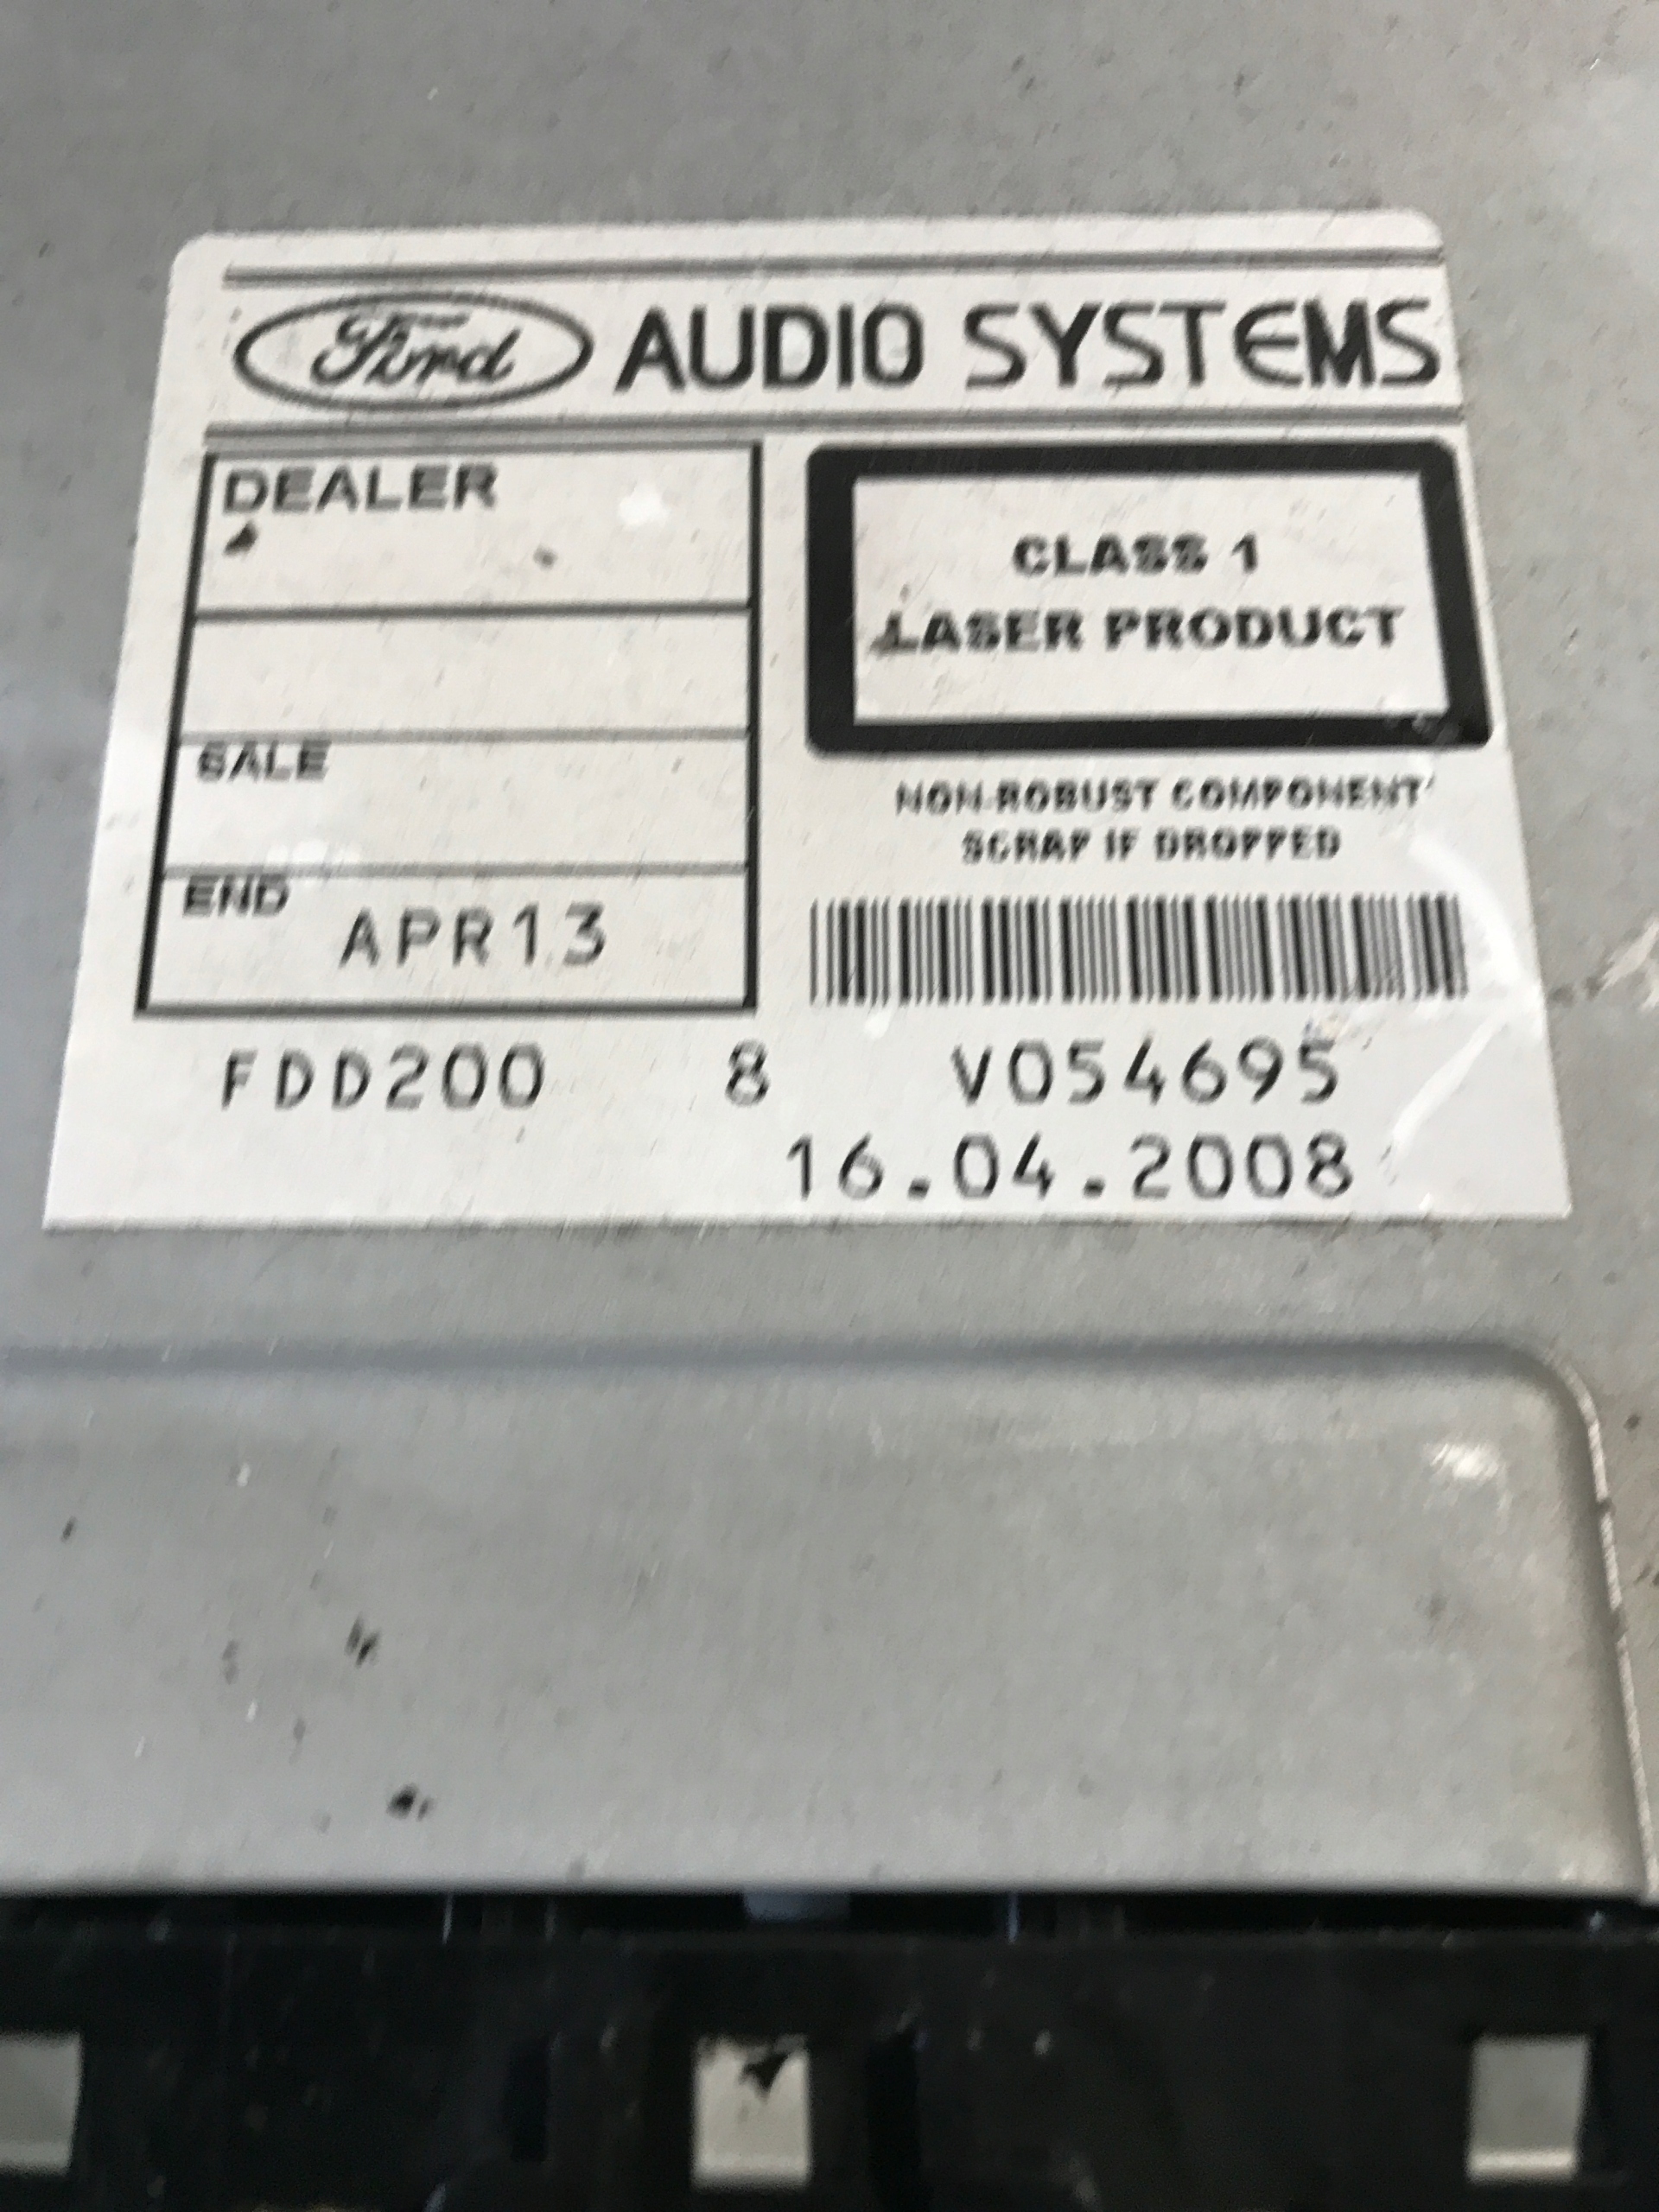 Ford AUDIO SYSTEMS
DEALER
SALE
END APR13
CLASS 1
LASER PRODUCT
NON-ROBUST COMPONENT
SCRAP IF DROPPED
FDD200 8 V054695
16.04.2008